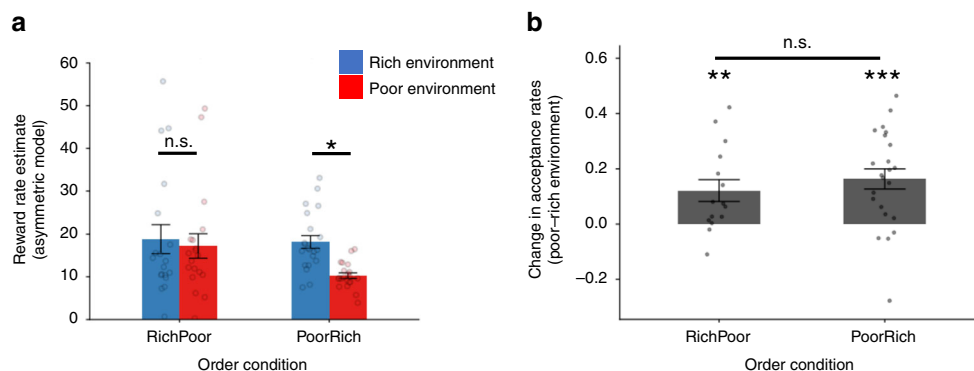 a
Reward rate estimate
(asymmetric model)
60
50
40
30
20
10
0
Rich environment
Poor environment
n.s.
*
RichPoor
PoorRich
Order condition
b
Change in acceptance rates
(poor–rich environment)
0.6
0.4
0.2
0.0
–0.2
n.s.
**
***
RichPoor
PoorRich
Order condition